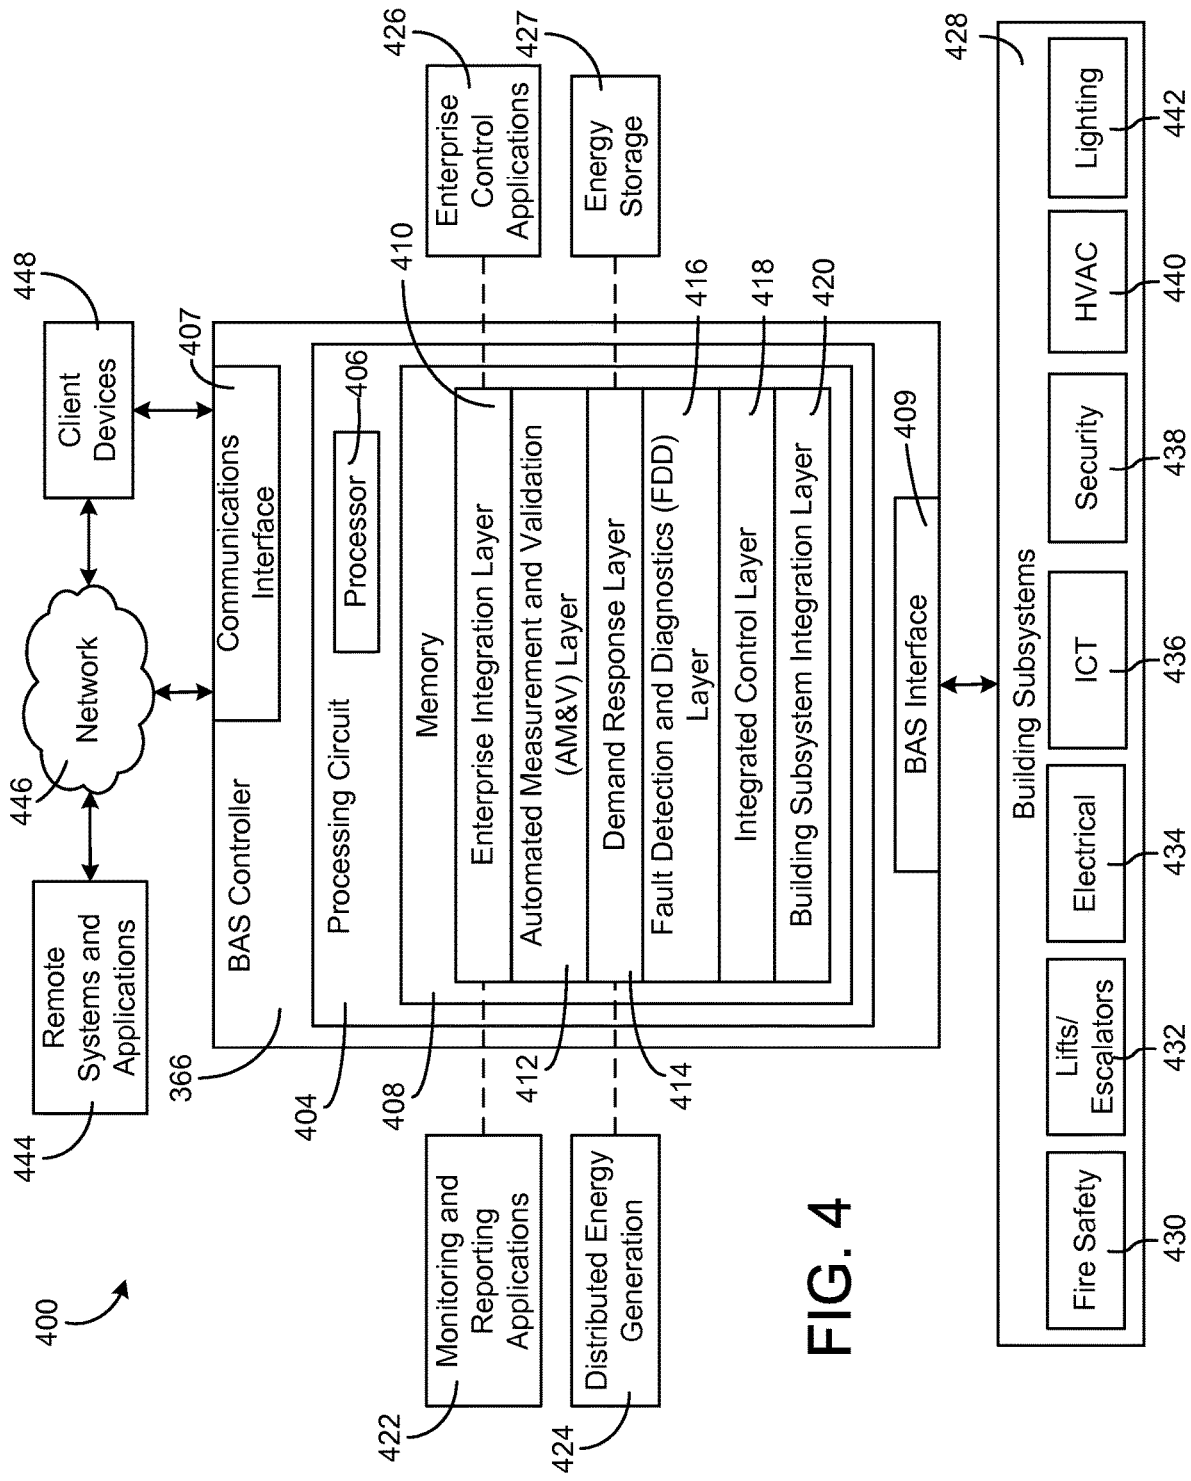 400
444
Remote
Systems and
Applications
446
Network
448
Client
Devices
366
BAS Controller
407
Communications
Interface
404
Processing Circuit
Processor
406
408
Memory
410
Enterprise Integration Layer
412
Automated Measurement and Validation
(AM&V) Layer
414
Demand Response Layer
416
Fault Detection and Diagnostics (FDD)
Layer
418
Integrated Control Layer
420
Building Subsystem Integration Layer
422
Monitoring and
Reporting
Applications
424
Distributed Energy
Generation
426
Enterprise
Control
Applications
427
Energy
Storage
409
BAS Interface
428
Building Subsystems
Fire Safety
Lifts/
Escalators
Electrical
ICT
Security
HVAC
Lighting
430
432
434
436
438
440
442
FIG. 4